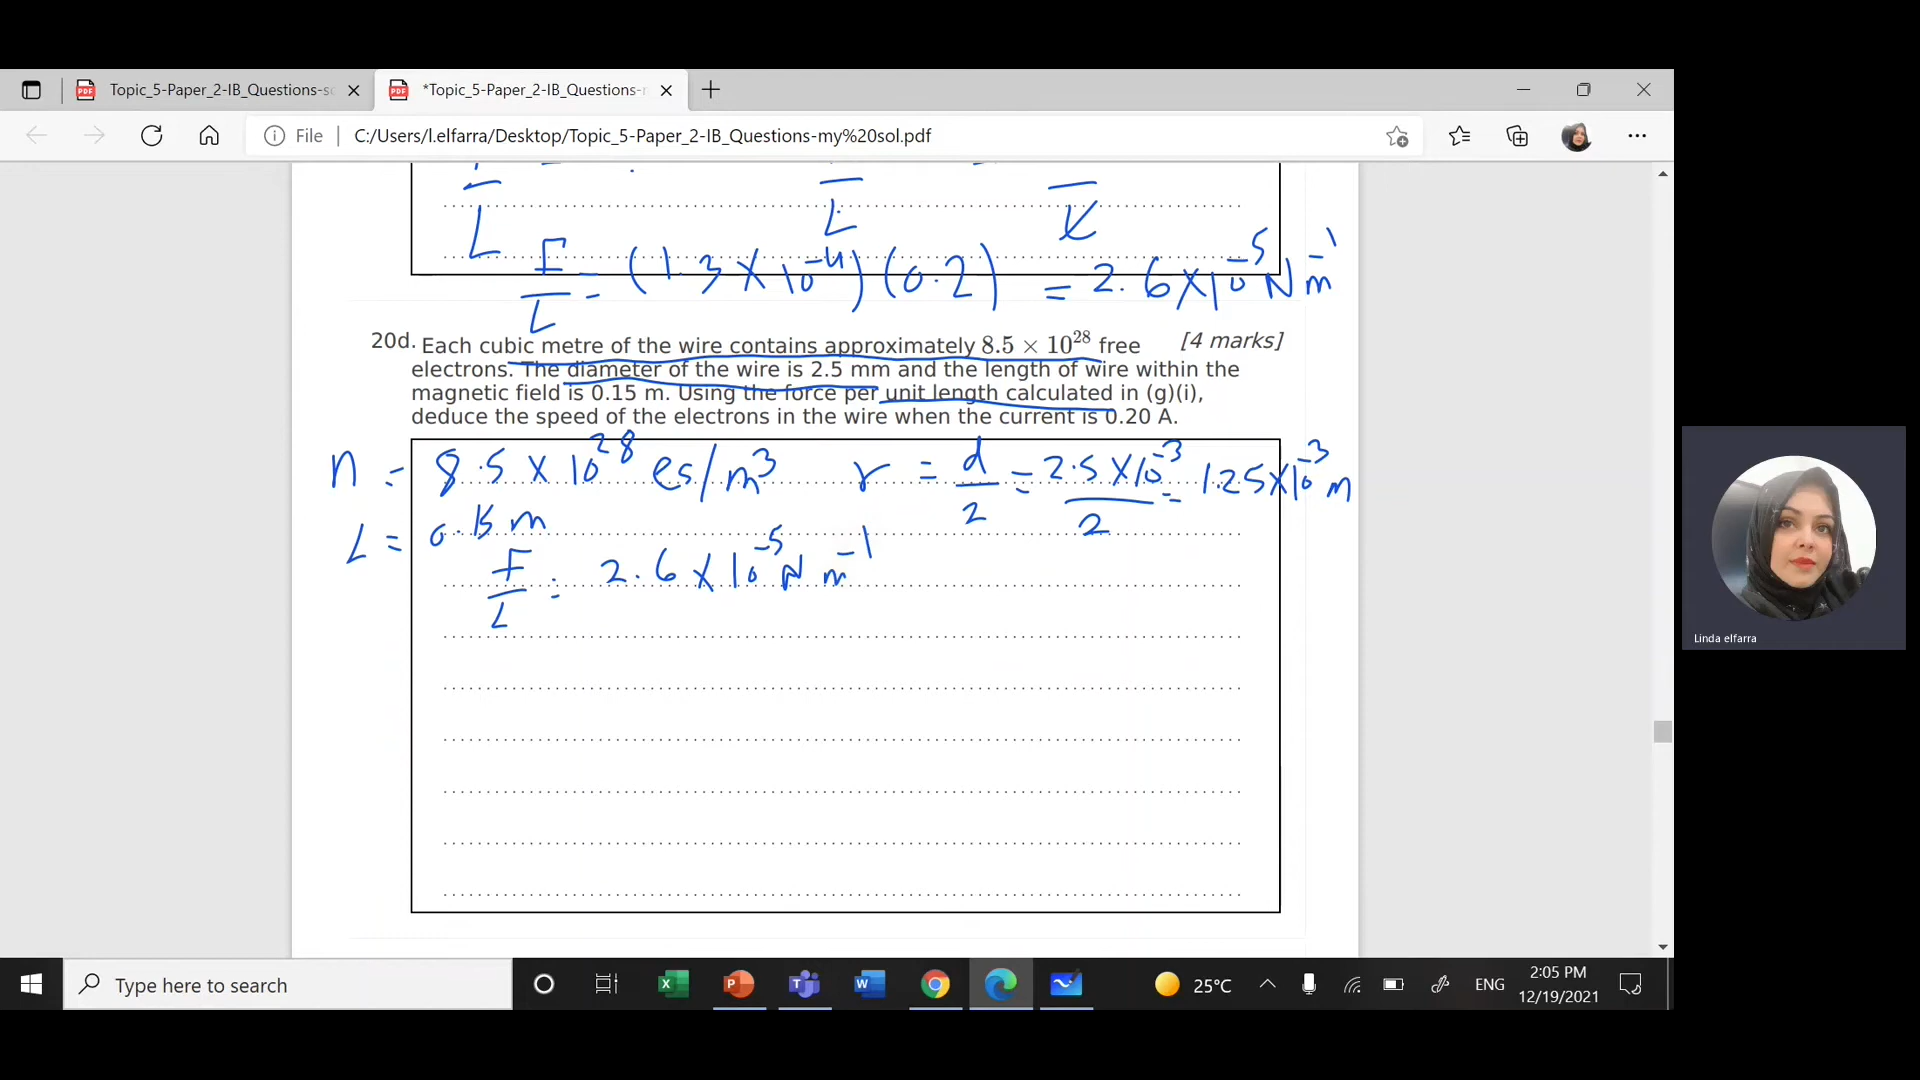 Topic_5-Paper_2-IB_Questions-so
*Topic_5-Paper_2-IB_Questions-m
File
C:/Users/l.elfarra/Desktop/Topic_5-Paper_2-IB_Questions-my%20sol.pdf
L L L
F/L = (1.3 × 10⁻⁴)(0.2) = 2.6 × 10⁻⁵ N m⁻¹
20d. Each cubic metre of the wire contains approximately 8.5 × 10²⁸ free [4 marks]
electrons. The diameter of the wire is 2.5 mm and the length of wire within the
magnetic field is 0.15 m. Using the force per unit length calculated in (g)(i),
deduce the speed of the electrons in the wire when the current is 0.20 A.
n = 8.5 × 10²⁸ es/m³ r = d/2 = 2.5 × 10⁻³/2 = 1.25 × 10⁻³ m
L = 0.15 m
F/L = 2.6 × 10⁻⁵ N m⁻¹
Linda elfarra
Type here to search
25°C
ENG
2:05 PM
12/19/2021